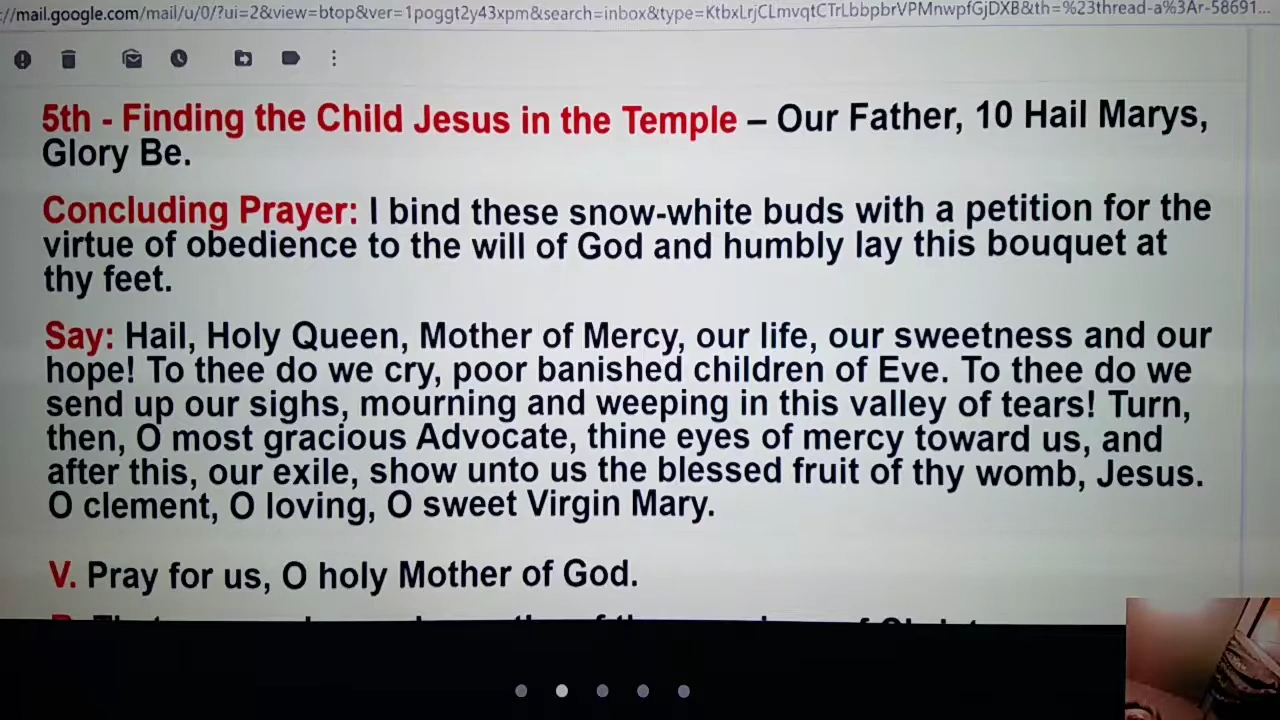 ://mail.google.com/mail/u/0/?ui=2&view=btop&ver=1poggt2y43xpm&search=inbox&type=KtbxLrjCLmvqtCTrLbbpbrVPMnwpfGjDXB&th=%23thread-a%3Ar-58691...
5th - Finding the Child Jesus in the Temple – Our Father, 10 Hail Marys,
Glory Be.
Concluding Prayer: I bind these snow-white buds with a petition for the
virtue of obedience to the will of God and humbly lay this bouquet at
thy feet.
Say: Hail, Holy Queen, Mother of Mercy, our life, our sweetness and our
hope! To thee do we cry, poor banished children of Eve. To thee do we
send up our sighs, mourning and weeping in this valley of tears! Turn,
then, O most gracious Advocate, thine eyes of mercy toward us, and
after this, our exile, show unto us the blessed fruit of thy womb, Jesus.
O clement, O loving, O sweet Virgin Mary.
V. Pray for us, O holy Mother of God.